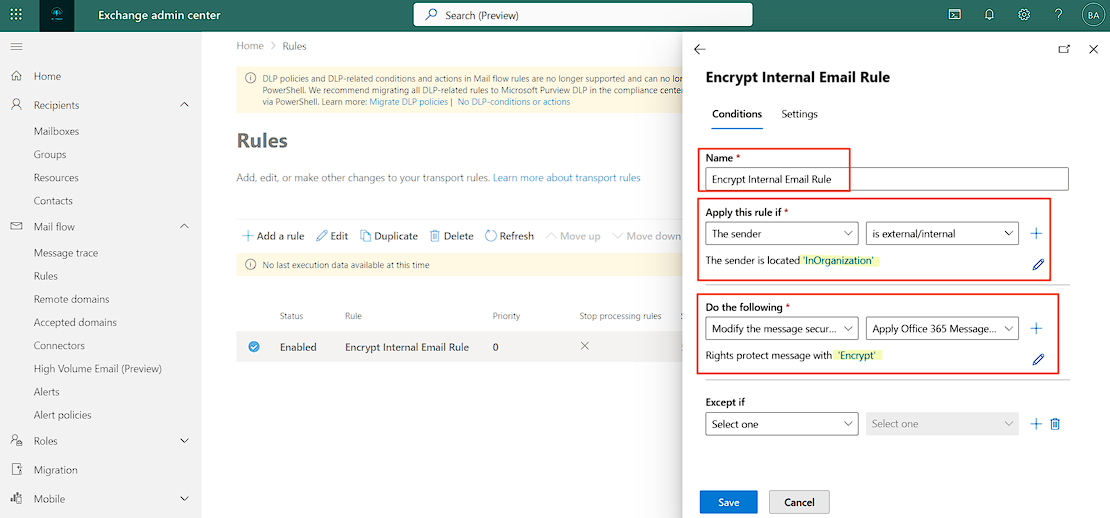 Exchange admin center
Search (Preview)
BA
Home
Recipients
Mailboxes
Groups
Resources
Contacts
Mail flow
Message trace
Rules
Remote domains
Accepted domains
Connectors
High Volume Email (Preview)
Alerts
Alert policies
Roles
Migration
Mobile
Home > Rules
DLP policies and DLP-related conditions and actions in Mail flow rules are no longer supported and can no
PowerShell. We recommend migrating all DLP-related rules to Microsoft Purview DLP in the compliance cente
via PowerShell. Learn more: Migrate DLP policies | No DLP-conditions or actions
Rules
Add, edit, or make other changes to your transport rules. Learn more about transport rules
Add a rule Edit Duplicate Delete Refresh Move up Move down
No last execution data available at this time
Status Rule Priority Stop processing rules
Enabled Encrypt Internal Email Rule 0
Encrypt Internal Email Rule
Conditions Settings
Name *
Encrypt Internal Email Rule
Apply this rule if *
The sender is external/internal
The sender is located 'InOrganization'
Do the following *
Modify the message secur... Apply Office 365 Message...
Rights protect message with 'Encrypt'
Except if
Select one Select one
Save Cancel